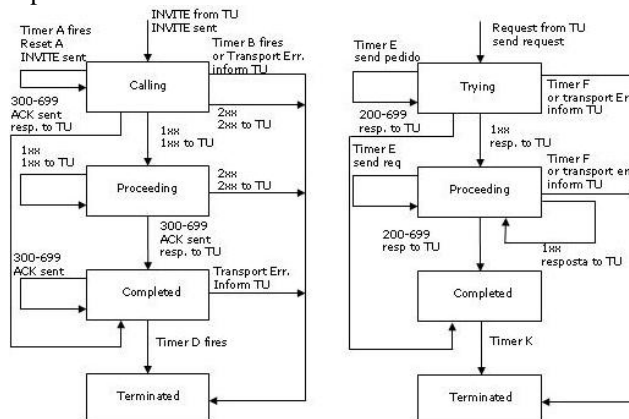 INVITE from TU
INVITE sent
Timer A fires
Reset A
INVITE sent
Timer B fires
or Transport Err.
inform TU
Calling
300-699
ACK sent
resp. to TU
2xx
2xx to TU
1xx
1xx to TU
1xx
1xx to TU
Proceeding
2xx
2xx to TU
300-699
ACK sent
resp. to TU
300-699
ACK sent
Completed
Transport Err.
Inform TU
Timer D fires
Terminated
Request from TU
send request
Timer E
send pedido
Timer F
or transport Err
inform TU
Trying
200-699
resp. to TU
1xx
resp. to TU
Timer E
send req
Timer F
or transport err
inform TU
Proceeding
200-699
resp to TU
1xx
resposta to TU
Completed
Timer K
Terminated